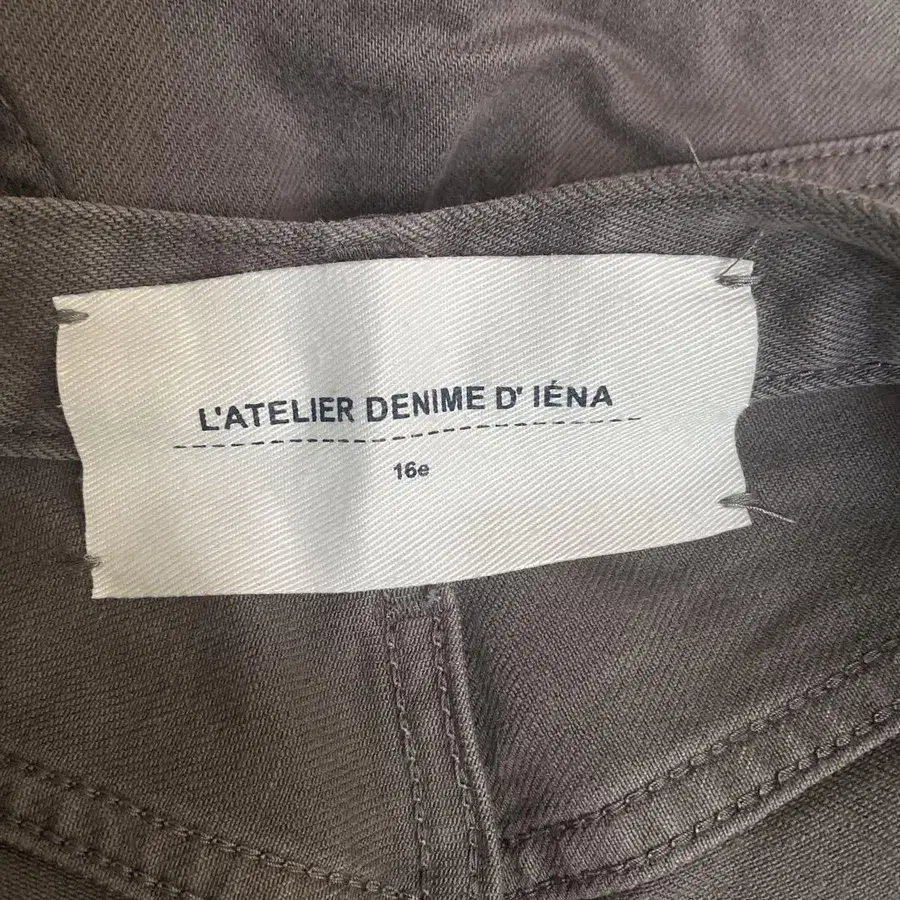 L'ATELIER DENIME D' IÉNA
16e